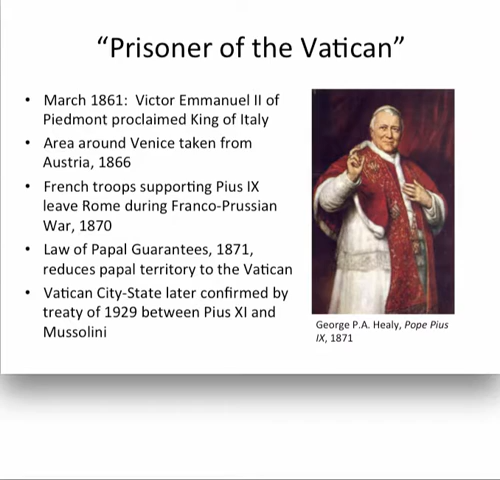 “Prisoner of the Vatican”
• March 1861: Victor Emmanuel II of
Piedmont proclaimed King of Italy
• Area around Venice taken from
Austria, 1866
• French troops supporting Pius IX
leave Rome during Franco-Prussian
War, 1870
• Law of Papal Guarantees, 1871,
reduces papal territory to the Vatican
• Vatican City-State later confirmed by
treaty of 1929 between Pius XI and
Mussolini
George P.A. Healy, Pope Pius
IX, 1871